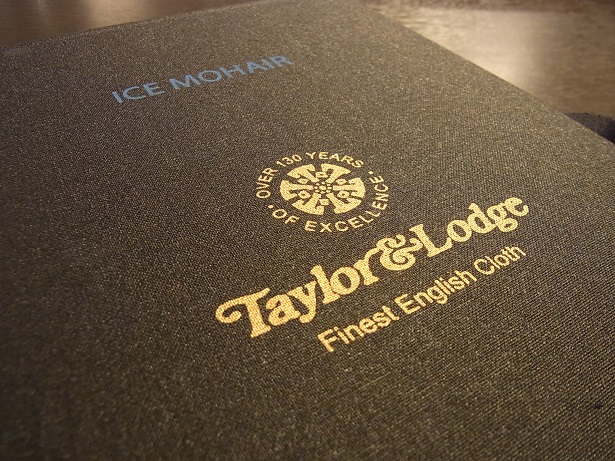 ICE MOHAIR
OVER 130 YEARS
• OF EXCELLENCE •
Taylor&Lodge
Finest English Cloth